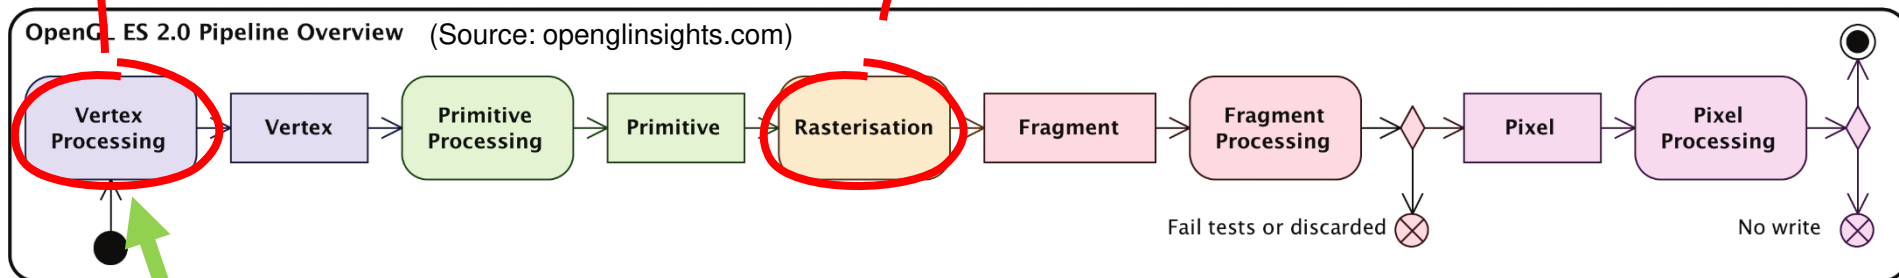 OpenGL ES 2.0 Pipeline Overview (Source: openglinsights.com)
Vertex
Processing
Vertex
Primitive
Processing
Primitive
Rasterisation
Fragment
Fragment
Processing
Pixel
Pixel
Processing
Fail tests or discarded
No write